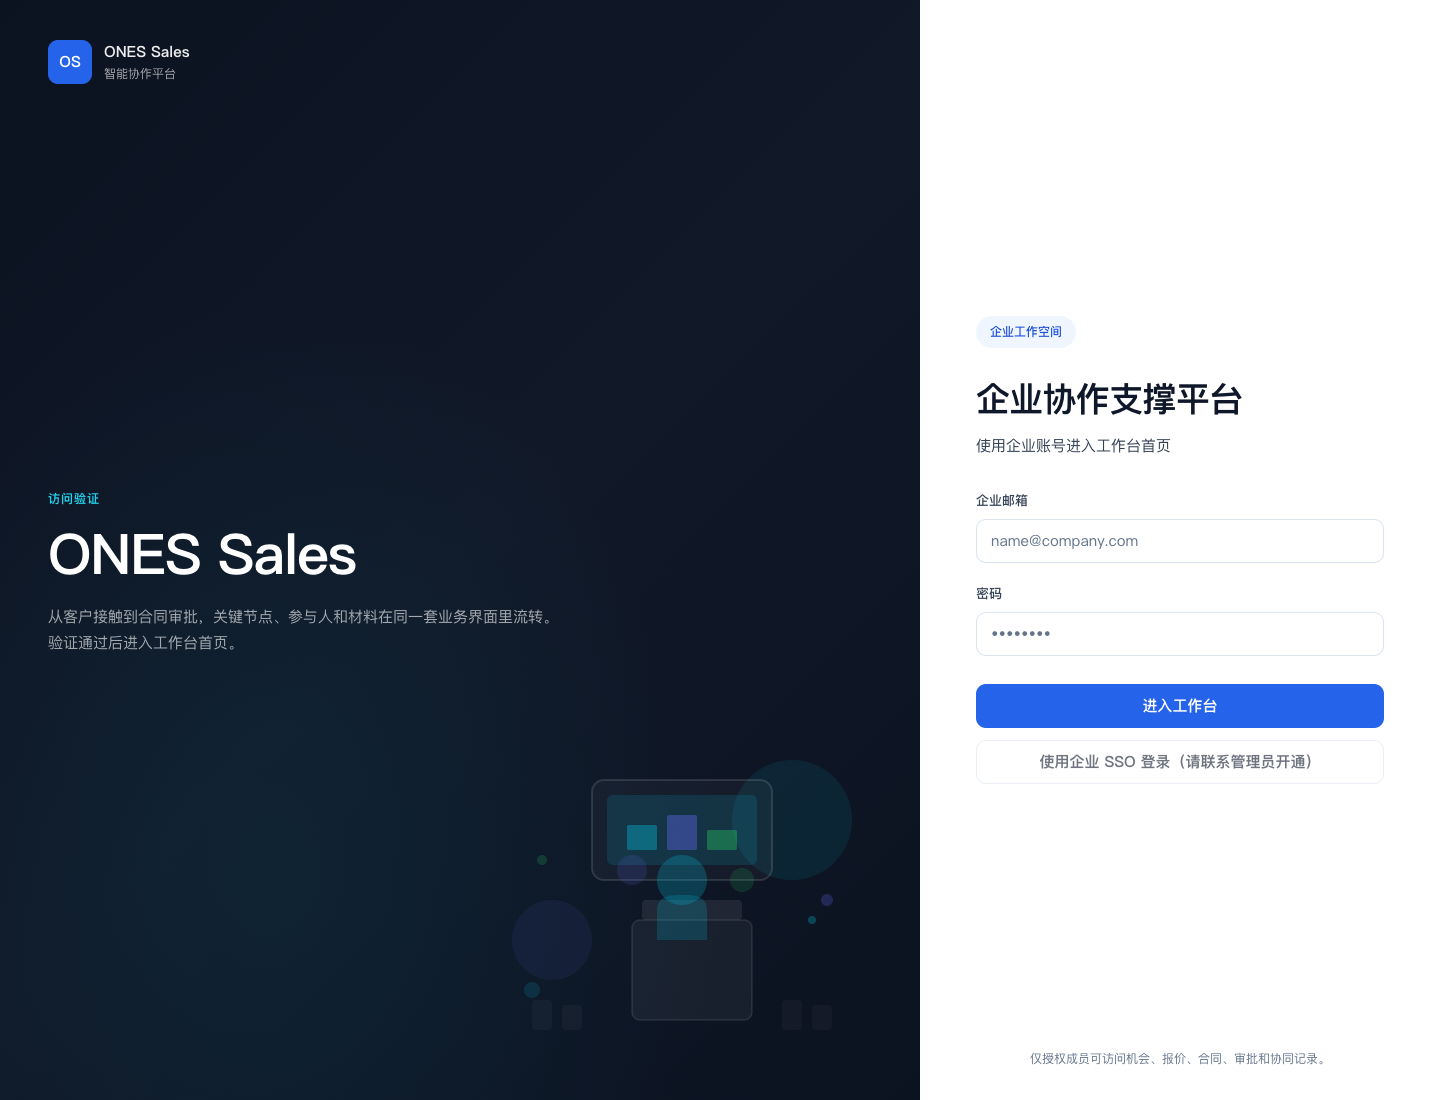 OS
ONES Sales
智能协作平台
访问验证
ONES Sales
从客户接触到合同审批，关键节点、参与人和材料在同一套业务界面里流转。
验证通过后进入工作台首页。
企业工作空间
企业协作支撑平台
使用企业账号进入工作台首页
企业邮箱
name@company.com
密码
••••••••
进入工作台
使用企业 SSO 登录（请联系管理员开通）
仅授权成员可访问机会、报价、合同、审批和协同记录。